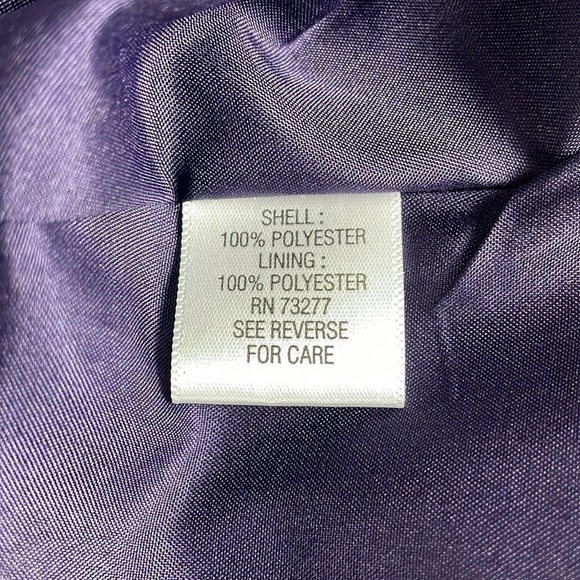 SHELL :
100% POLYESTER
LINING :
100% POLYESTER
RN 73277
SEE REVERSE
FOR CARE